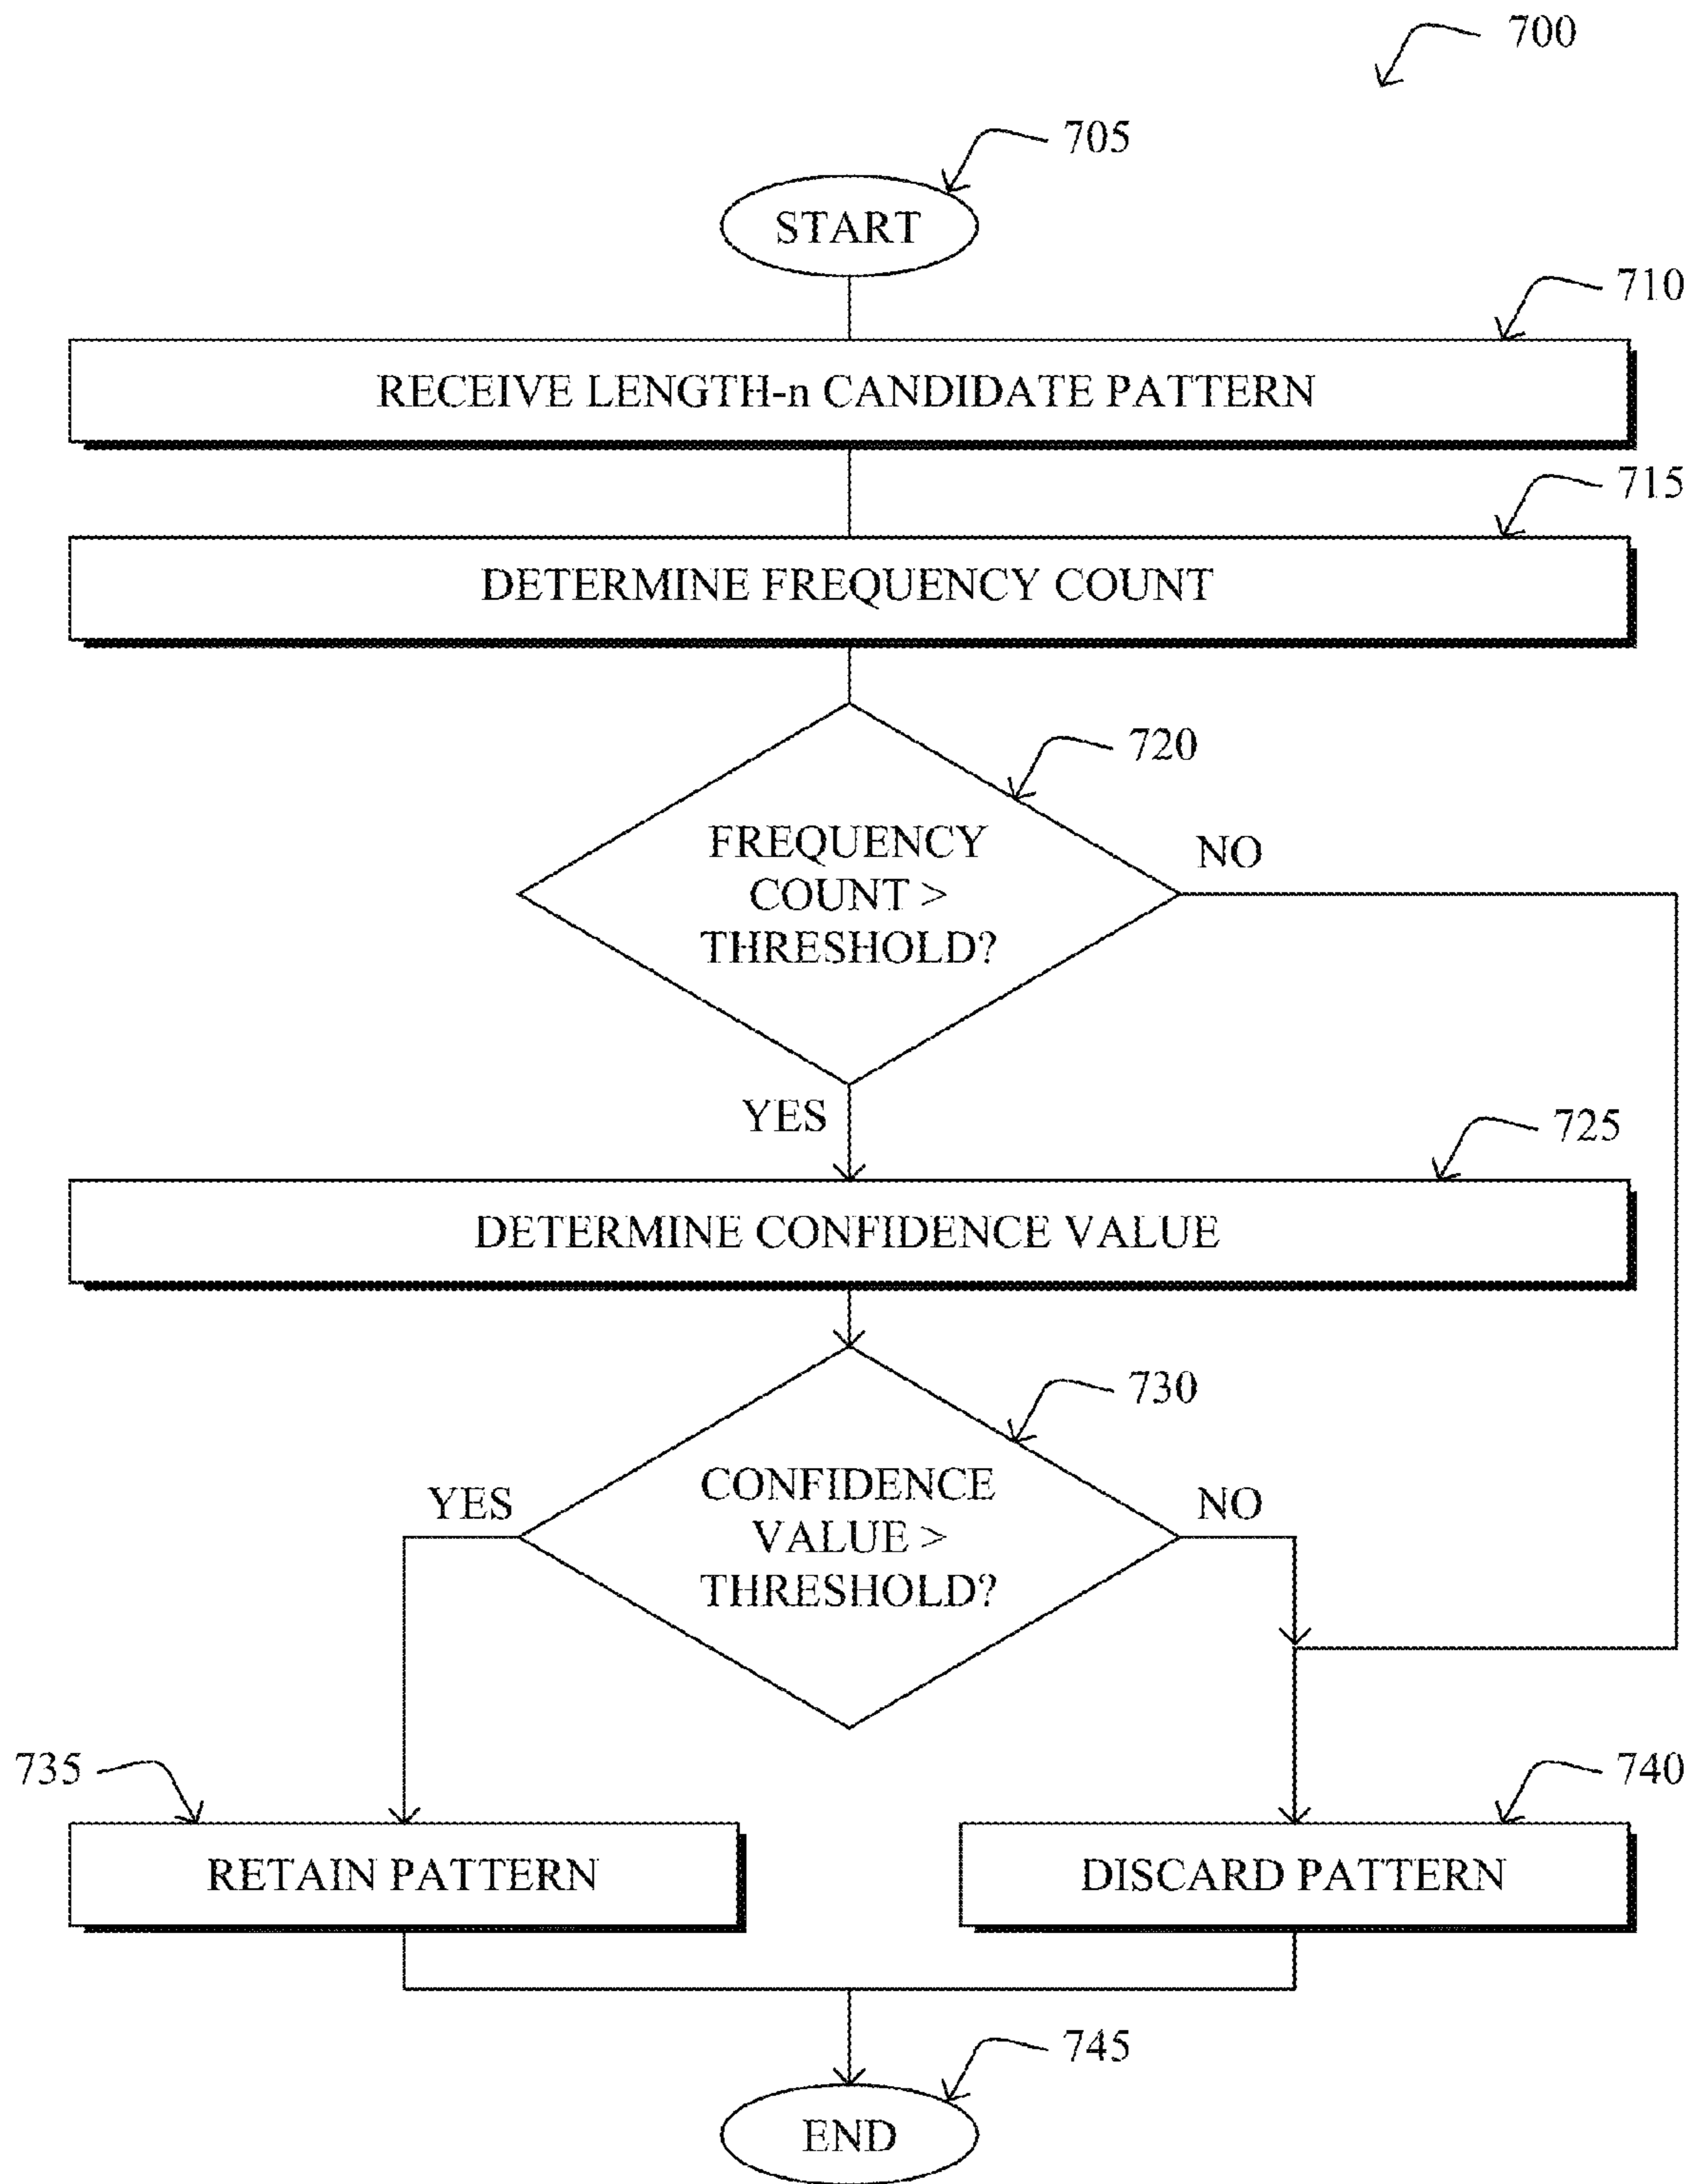 700
705
START
710
RECEIVE LENGTH-n CANDIDATE PATTERN
715
DETERMINE FREQUENCY COUNT
720
FREQUENCY
COUNT >
THRESHOLD?
NO
YES
725
DETERMINE CONFIDENCE VALUE
730
YES
CONFIDENCE
VALUE >
THRESHOLD?
NO
735
740
RETAIN PATTERN
DISCARD PATTERN
745
END